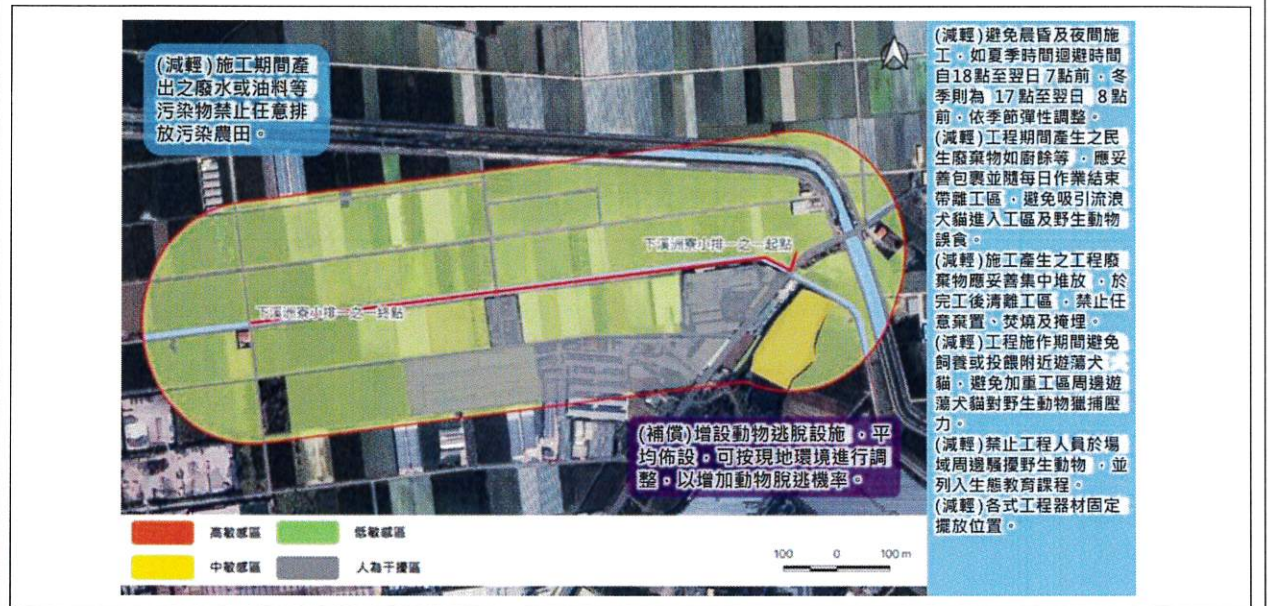 (減輕)施工期間產
出之廢水或油料等
污染物禁止任意排
放污染農田。
下溪洲寮小排一之一起點
下溪洲寮小排一之一終點
(補償)增設動物逃脫設施，平
均佈設，可按現地環境進行調
整，以增加動物脫逃機率。
高敏感區
低敏感區
中敏感區
人為干擾區
100 0 100 m
(減輕)避免晨昏及夜間施
工，如夏季時間迴避時間
自18點至翌日7點前，冬
季則為 17點至翌日 8點
前，依季節彈性調整。
(減輕)工程期間產生之民
生廢棄物如廚餘等，應妥
善包裹並隨每日作業結束
帶離工區，避免吸引流浪
犬貓進入工區及野生動物
誤食。
(減輕)施工產生之工程廢
棄物應妥善集中堆放，於
完工後清離工區，禁止任
意棄置、焚燒及掩埋。
(減輕)工程施作期間避免
飼養或投餵附近遊蕩犬
貓，避免加重工區周邊遊
蕩犬貓對野生動物獵捕壓
力。
(減輕)禁止工程人員於場
域周邊騷擾野生動物，並
列入生態教育課程。
(減輕)各式工程器材固定
擺放位置。